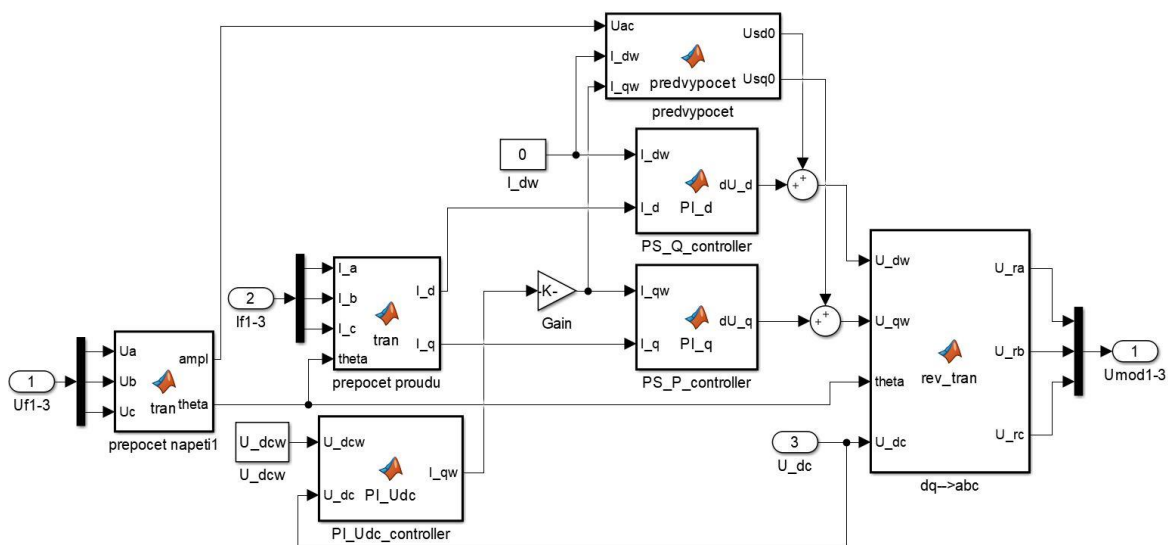 Uac
I_dw
I_qw
predvypocet
Usd0
Usq0
predvypocet
0
I_dw
I_dw
I_d
PI_d
dU_d
PS_Q_controller
+
+
2
If1-3
I_a
I_b
I_c
theta
tran
I_d
I_q
prepocet proudu
-K-
Gain
I_qw
I_q
PI_q
dU_q
PS_P_controller
+
+
1
Uf1-3
Ua
Ub
Uc
tran
ampl
theta
prepocet napeti1
U_dcw
U_dcw
U_dcw
U_dc
PI_Udc
I_qw
PI_Udc_controller
3
U_dc
U_dw
U_qw
theta
U_dc
rev_tran
U_ra
U_rb
U_rc
dq-->abc
1
Umod1-3